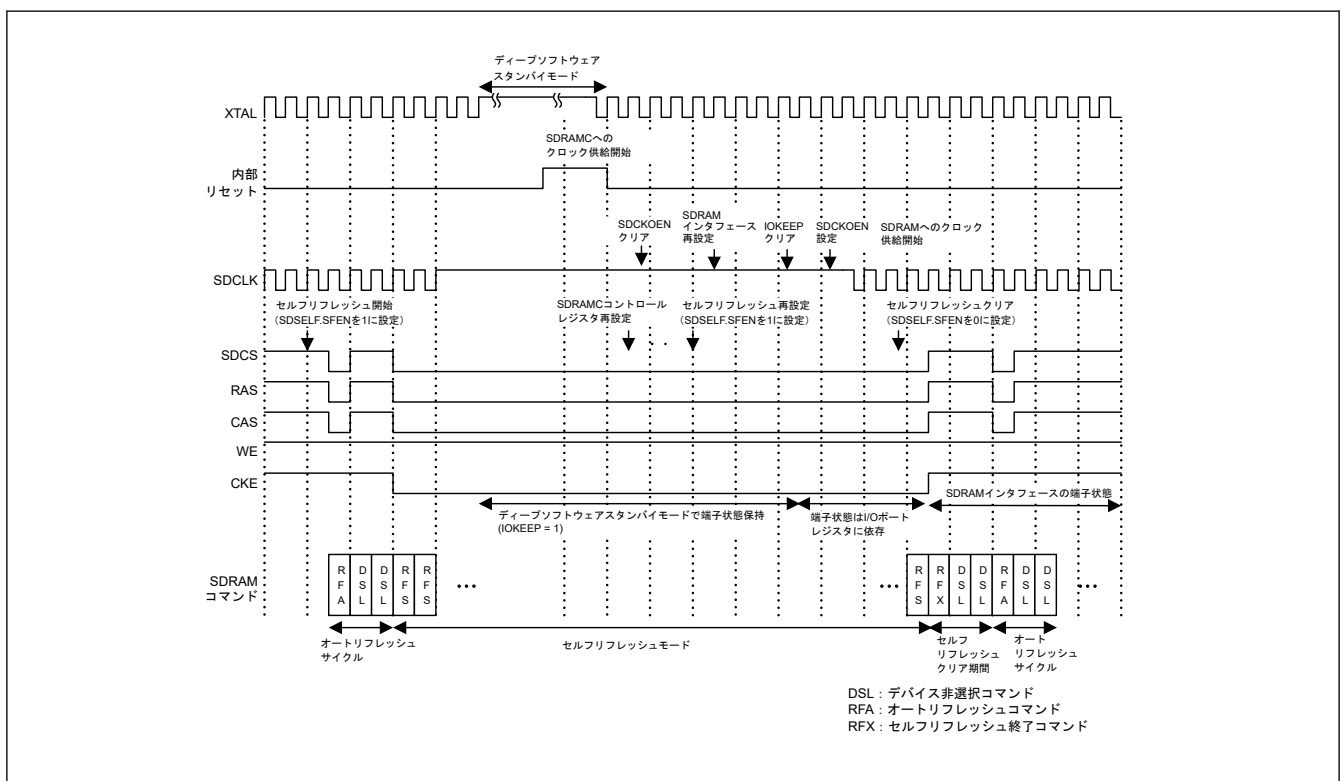 ディープソフトウェア
スタンバイモード
XTAL
SDRAMCへの
クロック供給開始
内部
リセット
SDCKOEN
クリア
SDRAM
インタフェース
再設定
IOKEEP
クリア
SDCKOEN
設定
SDRAMへのクロック
供給開始
SDCLK
セルフリフレッシュ開始
(SDSELF.SFENを1に設定)
SDRAMCコントロール
レジスタ再設定
セルフリフレッシュ再設定
(SDSELF.SFENを1に設定)
セルフリフレッシュクリア
(SDSELF.SFENを0に設定)
SDCS
RAS
CAS
WE
CKE
ディープソフトウェアスタンバイモードで端子状態保持
(IOKEEP = 1)
端子状態はI/Oポート
レジスタに依存
SDRAMインタフェースの端子状態
SDRAM
コマンド
RFA
DSL
DSL
RFS
RFS
•••
•••
RFS
RFX
DSL
DSL
RFA
DSL
DSL
•••
オートリフレッシュ
サイクル
セルフリフレッシュモード
セルフ
リフレッシュ
クリア期間
オート
リフレッシュ
サイクル
DSL:デバイス非選択コマンド
RFA:オートリフレッシュコマンド
RFX:セルフリフレッシュ終了コマンド